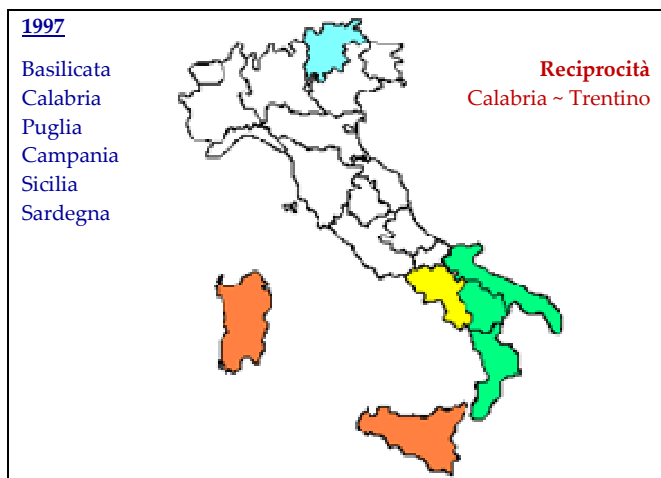 1997
Basilicata
Calabria
Puglia
Campania
Sicilia
Sardegna
Reciprocità
Calabria ~ Trentino